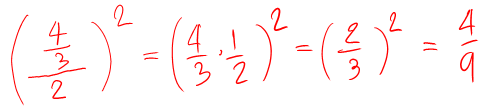 ((4/3)/2)² = (4/3 · 1/2)² = (2/3)² = 4/9